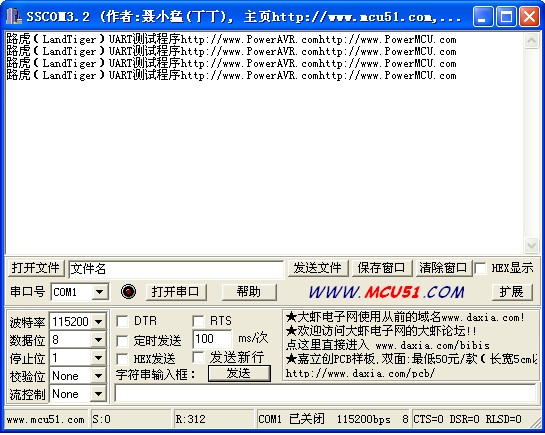 SSCOM3.2 (作者:聂小猛(丁丁), 主页http://www.mcu51.com,...
路虎(LandTiger)UART测试程序http://www.PowerAVR.comhttp://www.PowerMCU.com
路虎(LandTiger)UART测试程序http://www.PowerAVR.comhttp://www.PowerMCU.com
路虎(LandTiger)UART测试程序http://www.PowerAVR.comhttp://www.PowerMCU.com
路虎(LandTiger)UART测试程序http://www.PowerAVR.comhttp://www.PowerMCU.com
打开文件 文件名 发送文件 保存窗口 清除窗口 HEX显示
串口号 COM1 打开串口 帮助 WWW.MCU51.COM 扩展
波特率 115200
数据位 8
停止位 1
校验位 None
流控制 None
DTR RTS
定时发送 100 ms/次
HEX发送 发送新行
字符串输入框: 发送
★大虾电子网使用从前的域名www.daxia.com!
★欢迎访问大虾电子网的大虾论坛!!
点这里直接进入 www.daxia.com/bibis
★嘉立创PCB样板,双面:最低50元/款(长宽5cm以
http://www.daxia.com/pcb/
www.mcu51.com S:0 R:312 COM1 已关闭 115200bps 8 CTS=0 DSR=0 RLSD=0